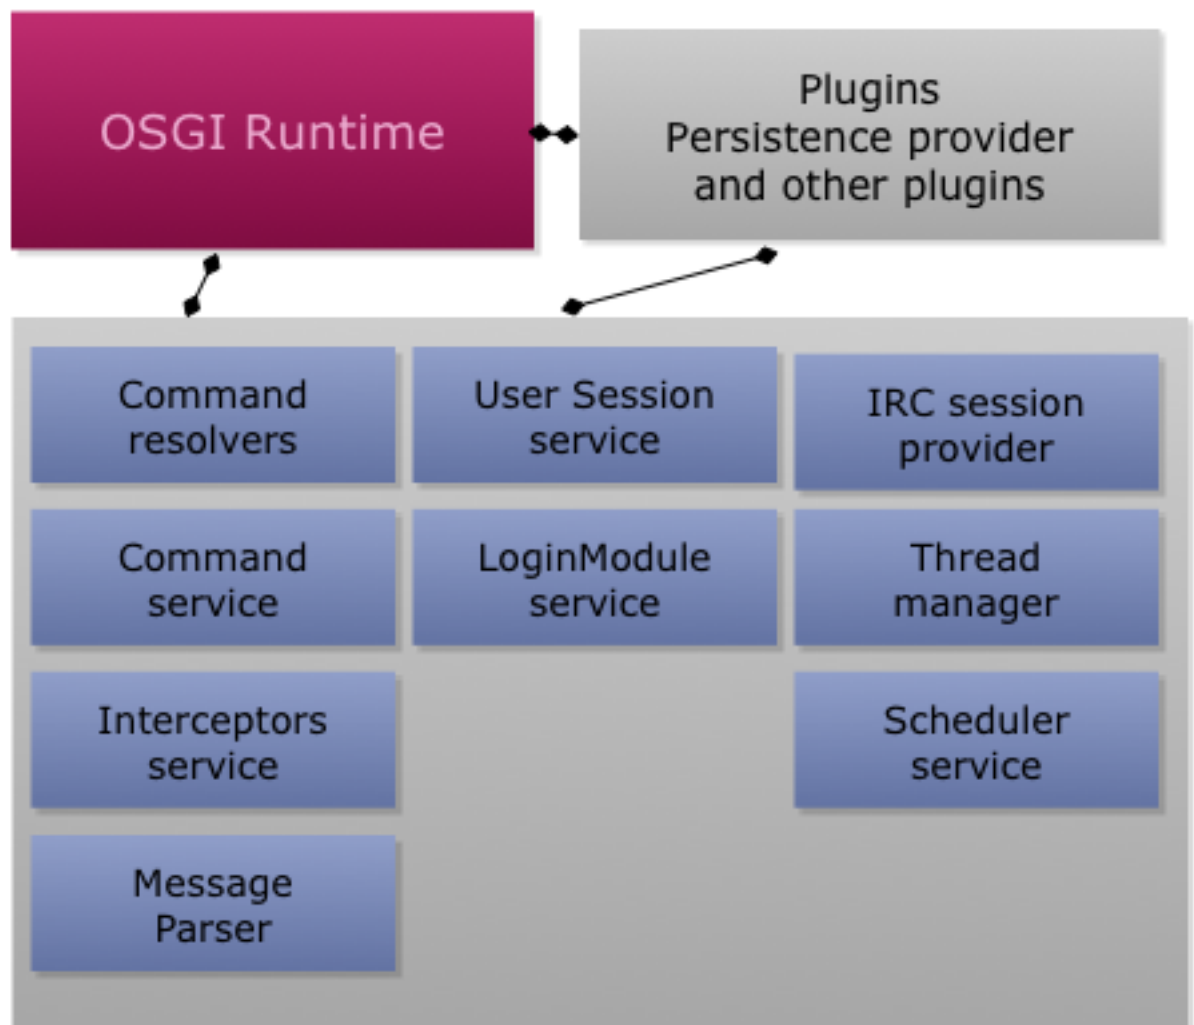 OSGI Runtime
Plugins
Persistence provider
and other plugins
Command
resolvers
User Session
service
IRC session
provider
Command
service
LoginModule
service
Thread
manager
Interceptors
service
Scheduler
service
Message
Parser